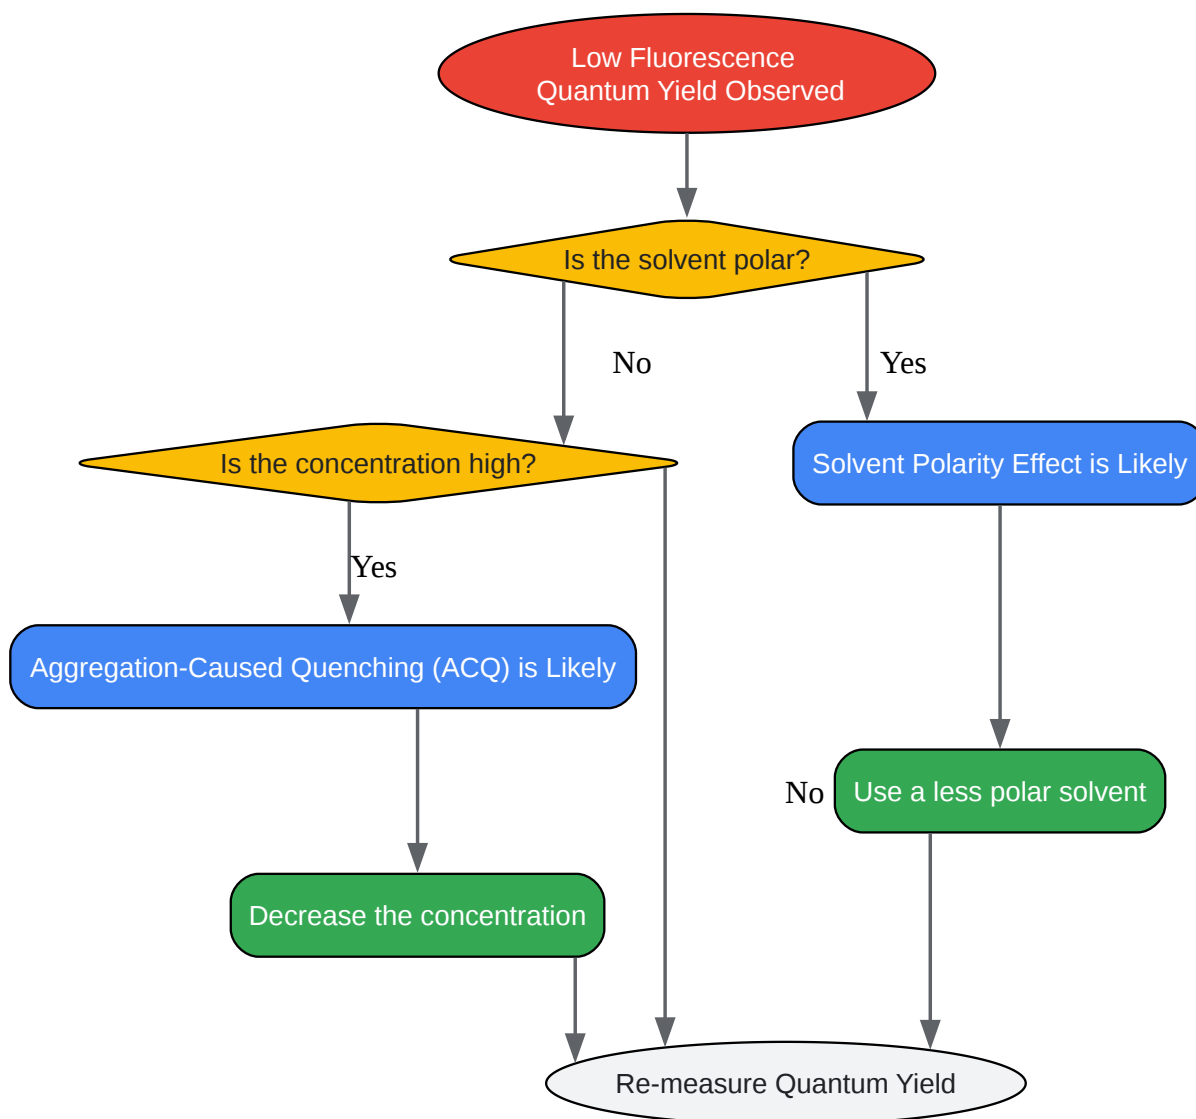 Low Fluorescence
Quantum Yield Observed
Is the solvent polar?
No
Yes
Is the concentration high?
Solvent Polarity Effect is Likely
Yes
Aggregation-Caused Quenching (ACQ) is Likely
No
Use a less polar solvent
Decrease the concentration
Re-measure Quantum Yield